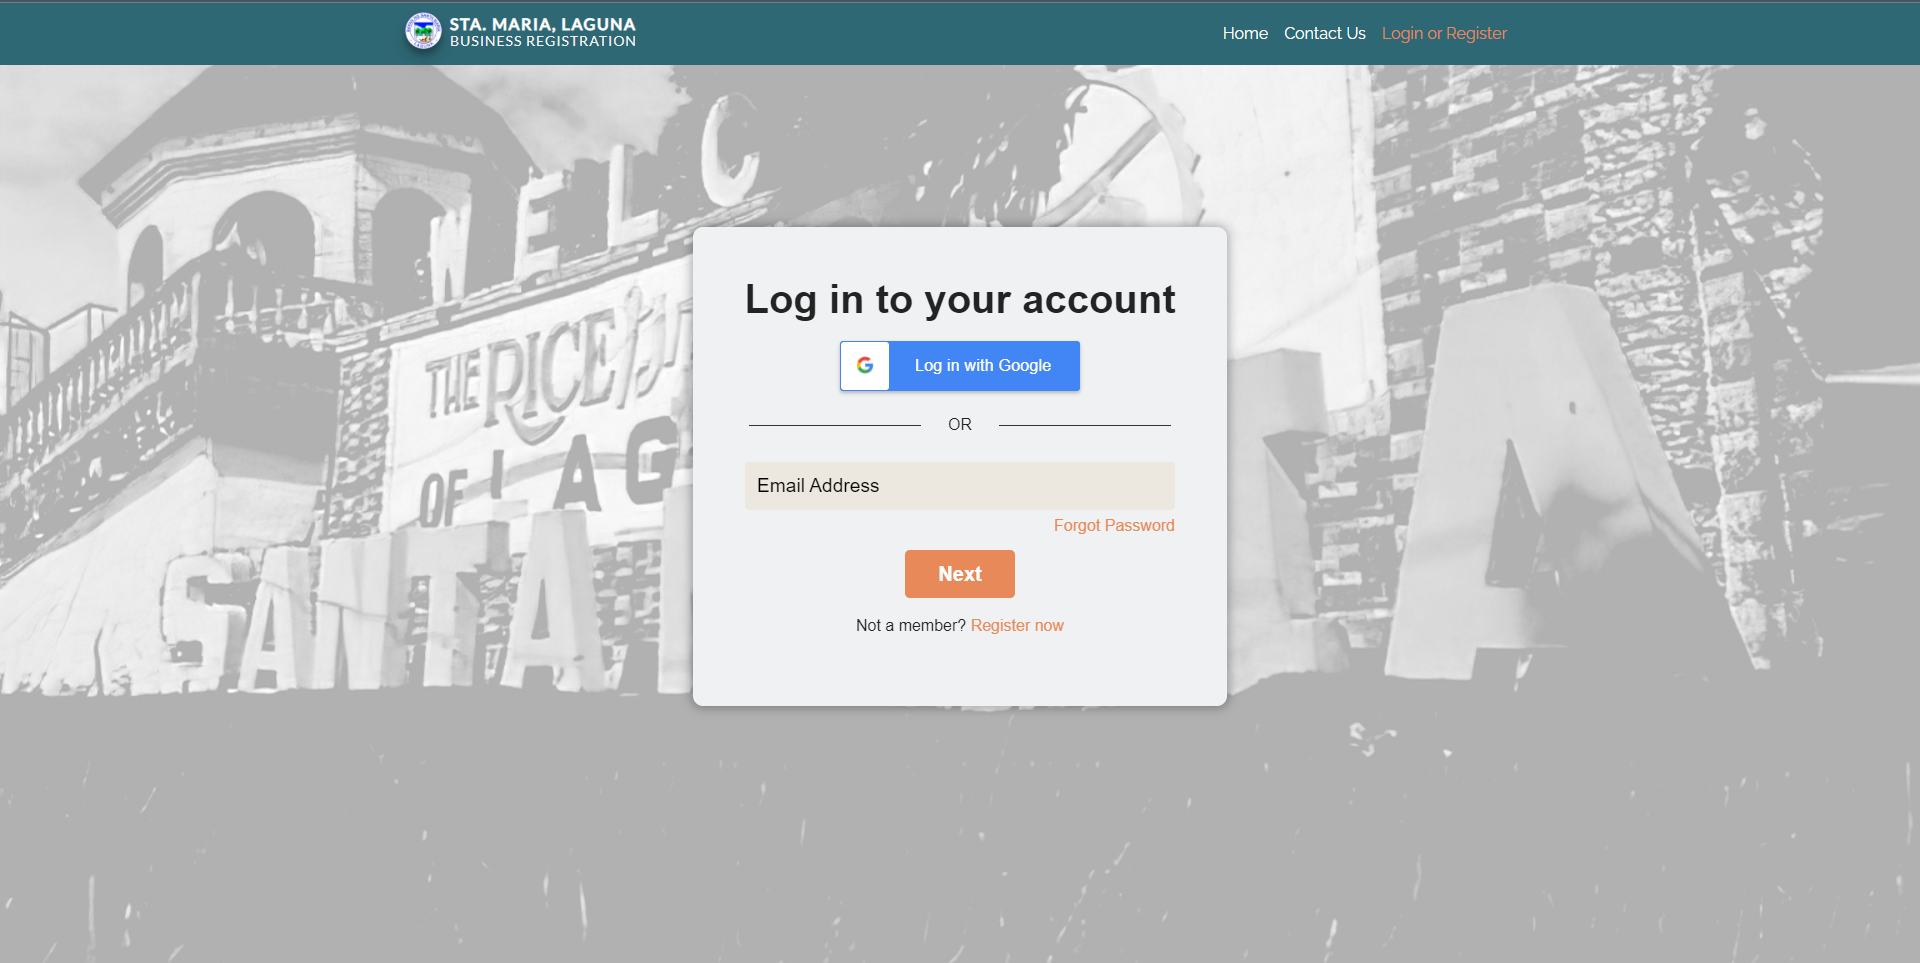 STA. MARIA, LAGUNA
BUSINESS REGISTRATION
Home Contact Us Login or Register
WELC
THE RICE
OF LAG
SANTA
A
Log in to your account
Log in with Google
OR
Email Address
Forgot Password
Next
Not a member? Register now